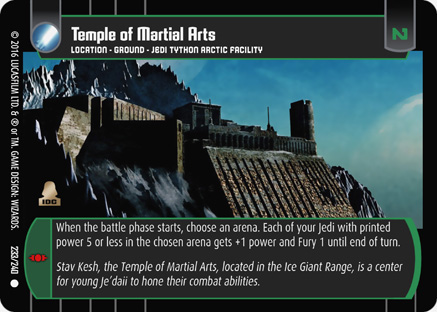 Temple of Martial Arts
LOCATION - GROUND - JEDI TYTHON ARCTIC FACILITY
N
© 2016 LUCASFILM LTD. & ® or TM. GAME DESIGN: WIZARDS.
233/240
IDC
When the battle phase starts, choose an arena. Each of your Jedi with printed
power 5 or less in the chosen arena gets +1 power and Fury 1 until end of turn.
Stav Kesh, the Temple of Martial Arts, located in the Ice Giant Range, is a center
for young Je'daii to hone their combat abilities.